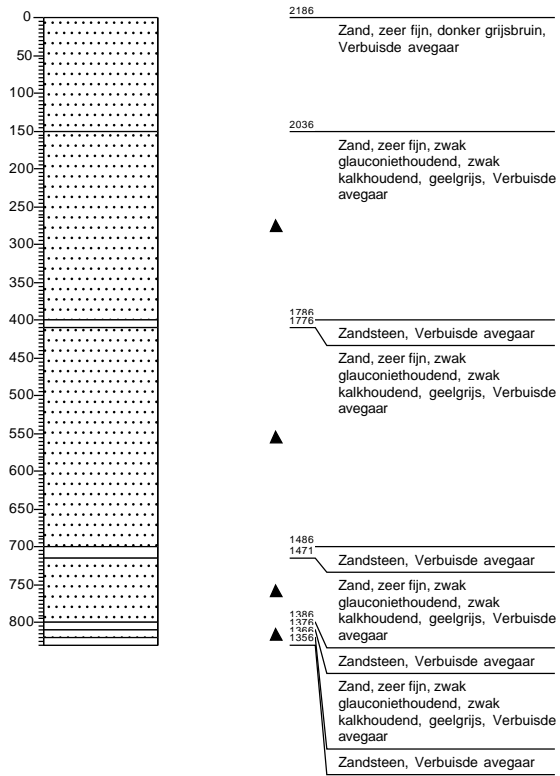 0
50
100
150
200
250
300
350
400
450
500
550
600
650
700
750
800
2186
Zand, zeer fijn, donker grijsbruin,
Verbuisde avegaar
2036
Zand, zeer fijn, zwak
glauconiethoudend, zwak
kalkhoudend, geelgrijs, Verbuisde
avegaar
1786
1776
Zandsteen, Verbuisde avegaar
Zand, zeer fijn, zwak
glauconiethoudend, zwak
kalkhoudend, geelgrijs, Verbuisde
avegaar
1486
1471
Zandsteen, Verbuisde avegaar
Zand, zeer fijn, zwak
glauconiethoudend, zwak
kalkhoudend, geelgrijs, Verbuisde
avegaar
1386
1376
1366
1356
Zandsteen, Verbuisde avegaar
Zand, zeer fijn, zwak
glauconiethoudend, zwak
kalkhoudend, geelgrijs, Verbuisde
avegaar
Zandsteen, Verbuisde avegaar